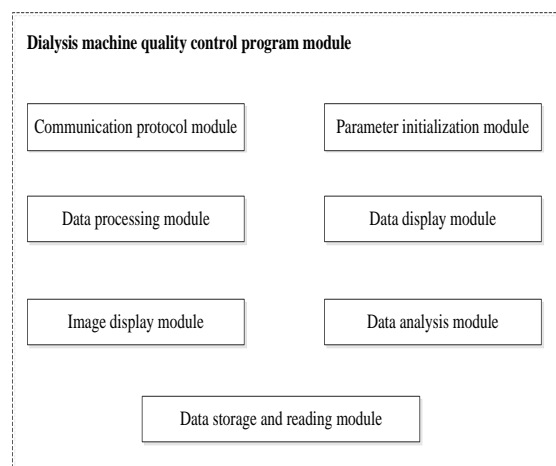 Dialysis machine quality control program module
Communication protocol module
Parameter initialization module
Data processing module
Data display module
Image display module
Data analysis module
Data storage and reading module